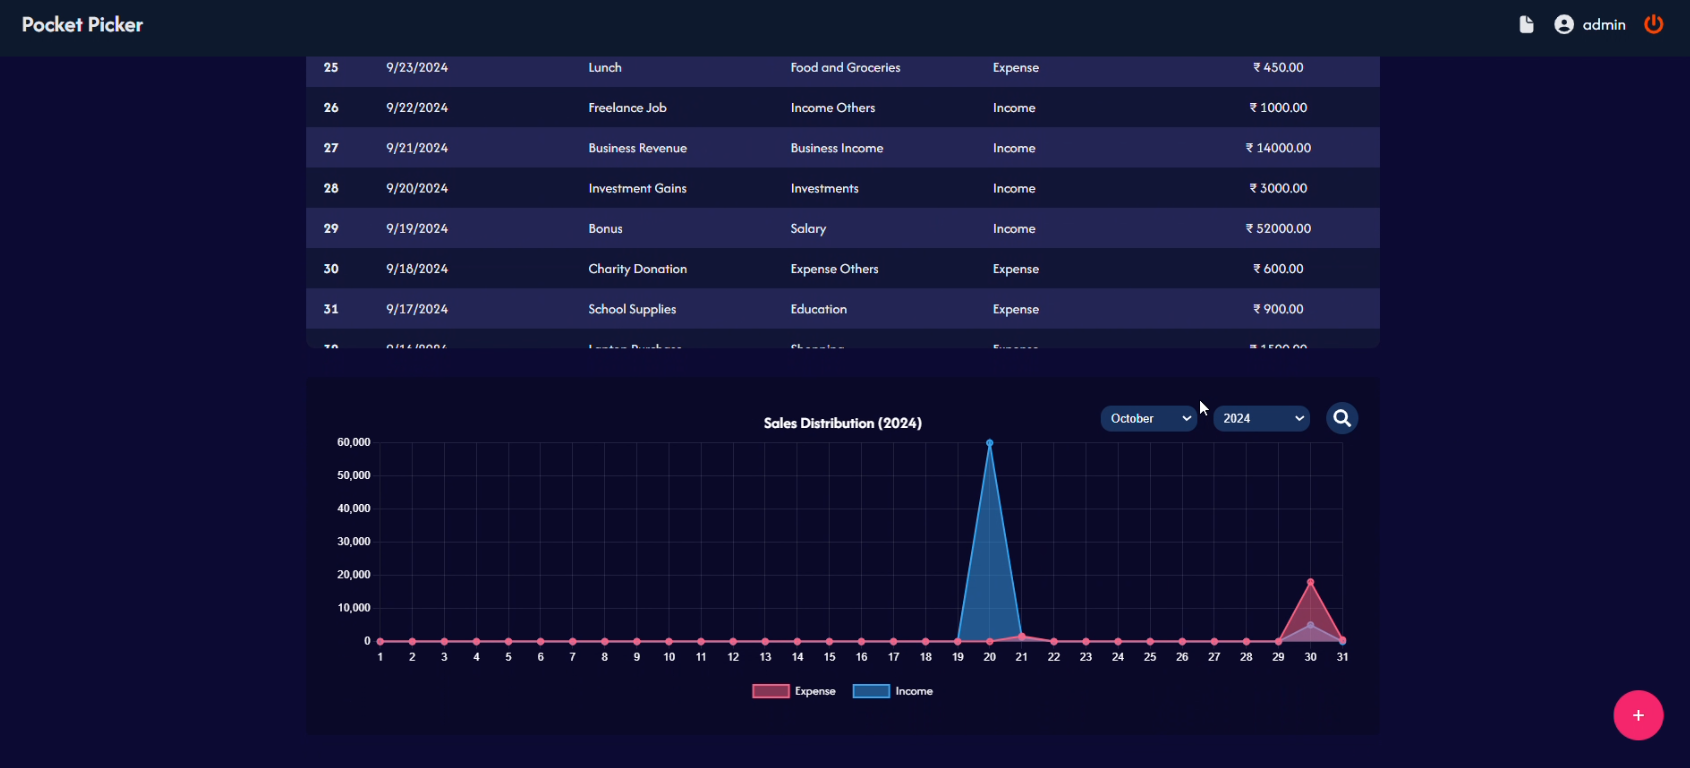 Pocket Picker admin
25 9/23/2024 Lunch Food and Groceries Expense ₹ 450.00
26 9/22/2024 Freelance Job Income Others Income ₹ 1000.00
27 9/21/2024 Business Revenue Business Income Income ₹ 14000.00
28 9/20/2024 Investment Gains Investments Income ₹ 3000.00
29 9/19/2024 Bonus Salary Income ₹ 52000.00
30 9/18/2024 Charity Donation Expense Others Expense ₹ 600.00
31 9/17/2024 School Supplies Education Expense ₹ 900.00
Sales Distribution (2024) October 2024
60,000
50,000
40,000
30,000
20,000
10,000
0
1 2 3 4 5 6 7 8 9 10 11 12 13 14 15 16 17 18 19 20 21 22 23 24 25 26 27 28 29 30 31
Expense Income
+